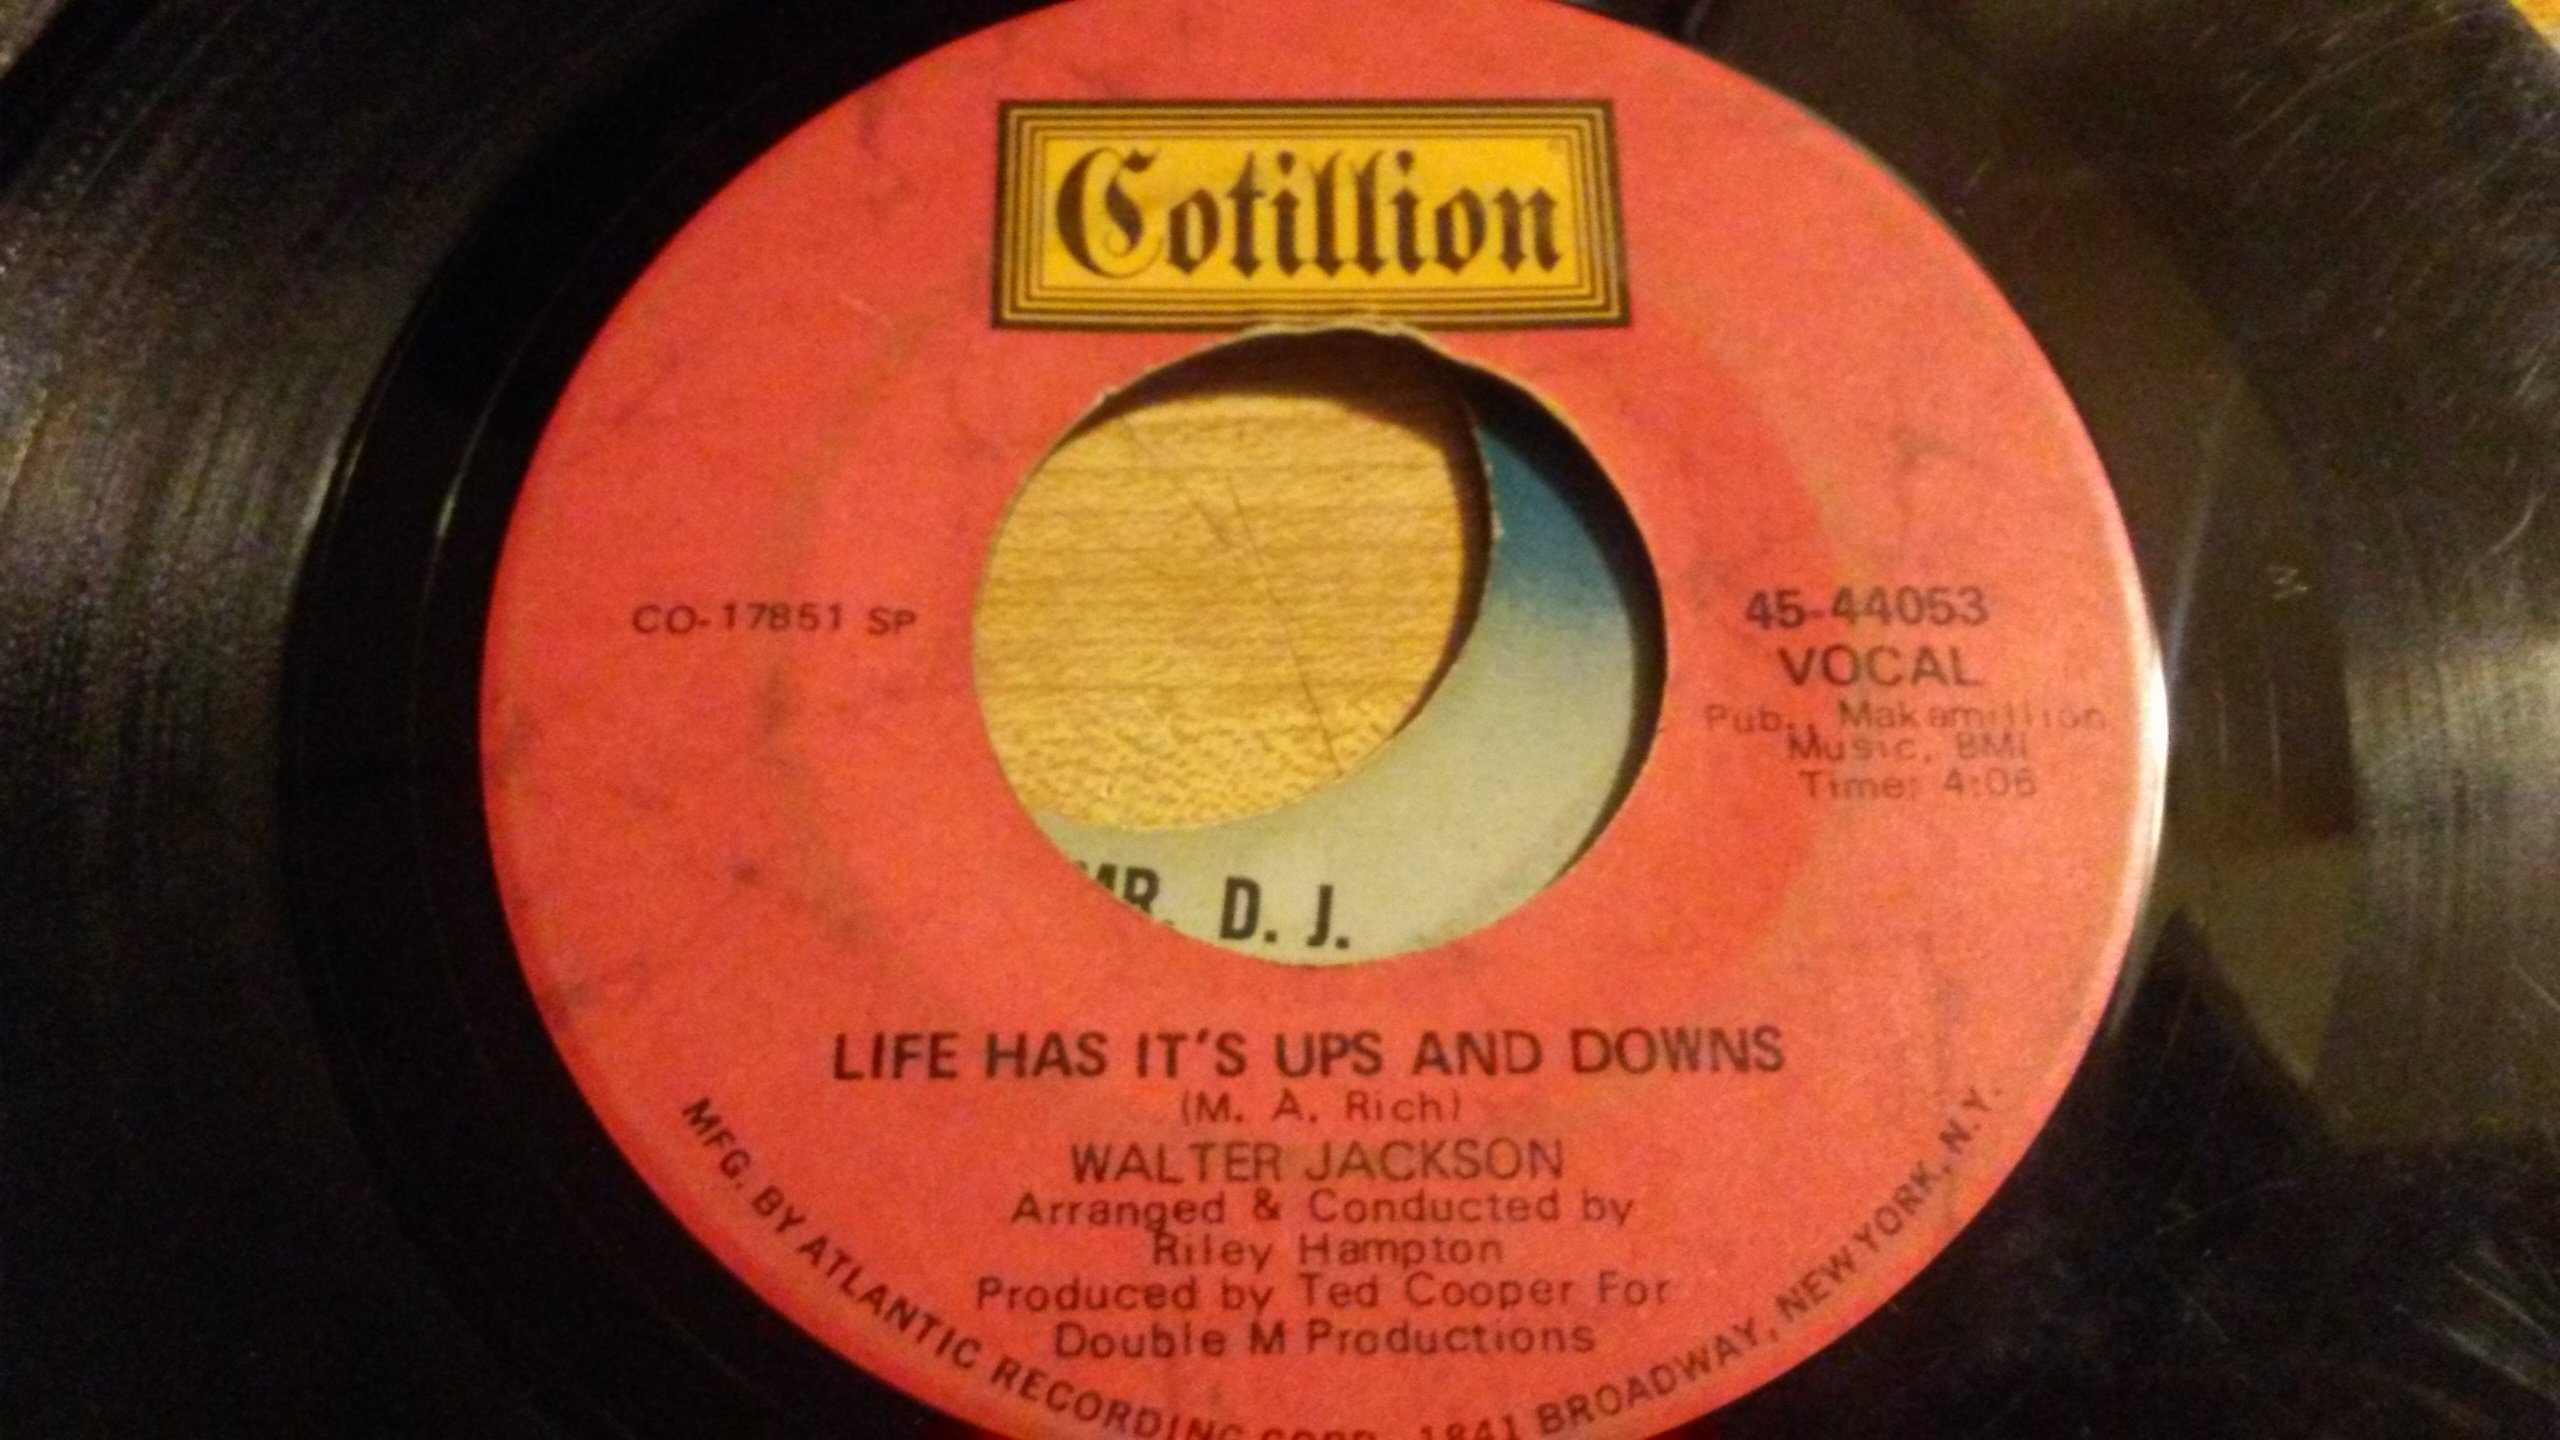 Cotillion
CO-17851 SP
45-44053
VOCAL
Pub., Makamillion
Music, BMI
Time: 4:06
MR. D. J.
LIFE HAS IT'S UPS AND DOWNS
(M. A. Rich)
WALTER JACKSON
Arranged & Conducted by
Riley Hampton
Produced by Ted Cooper For
Double M Productions
MFG. BY ATLANTIC RECORDING CORP., 1841 BROADWAY, NEW YORK, N.Y.